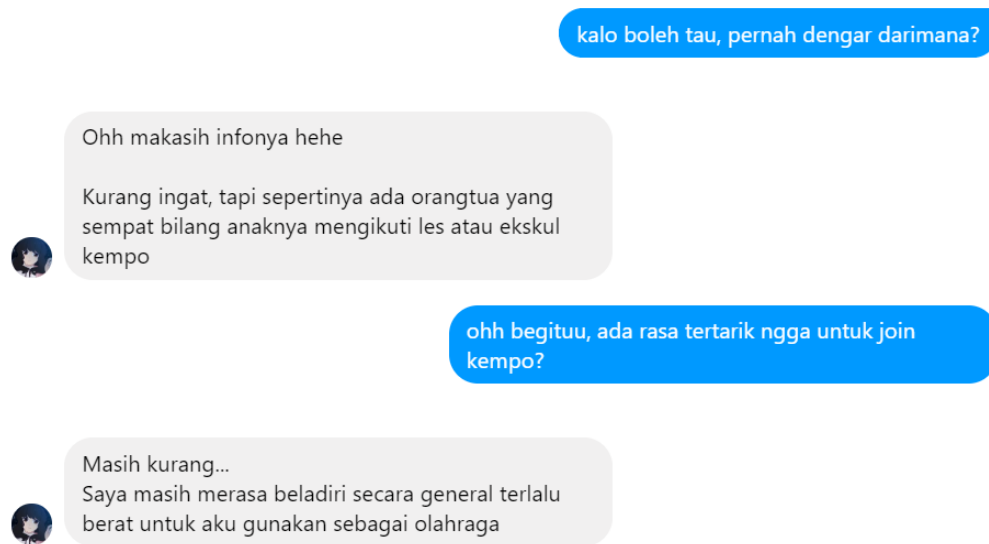 kalo boleh tau, pernah dengar darimana?
Ohh makasih infonya hehe
Kurang ingat, tapi sepertinya ada orangtua yang
sempat bilang anaknya mengikuti les atau ekskul
kempo
ohh begituu, ada rasa tertarik ngga untuk join
kempo?
Masih kurang...
Saya masih merasa beladiri secara general terlalu
berat untuk aku gunakan sebagai olahraga